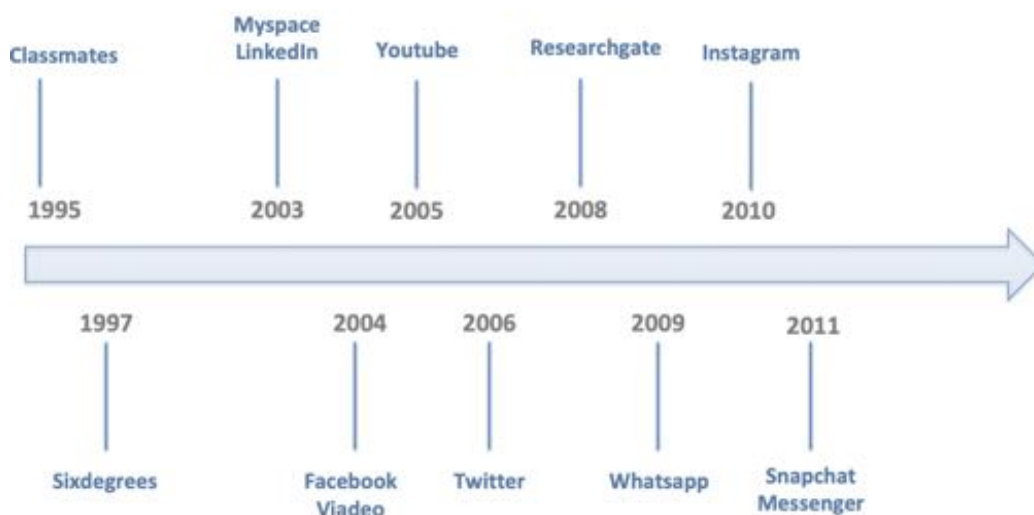 Classmates
Myspace
LinkedIn
Youtube
Researchgate
Instagram
1995
2003
2005
2008
2010
1997
2004
2006
2009
2011
Sixdegrees
Facebook
Viadeo
Twitter
Whatsapp
Snapchat
Messenger